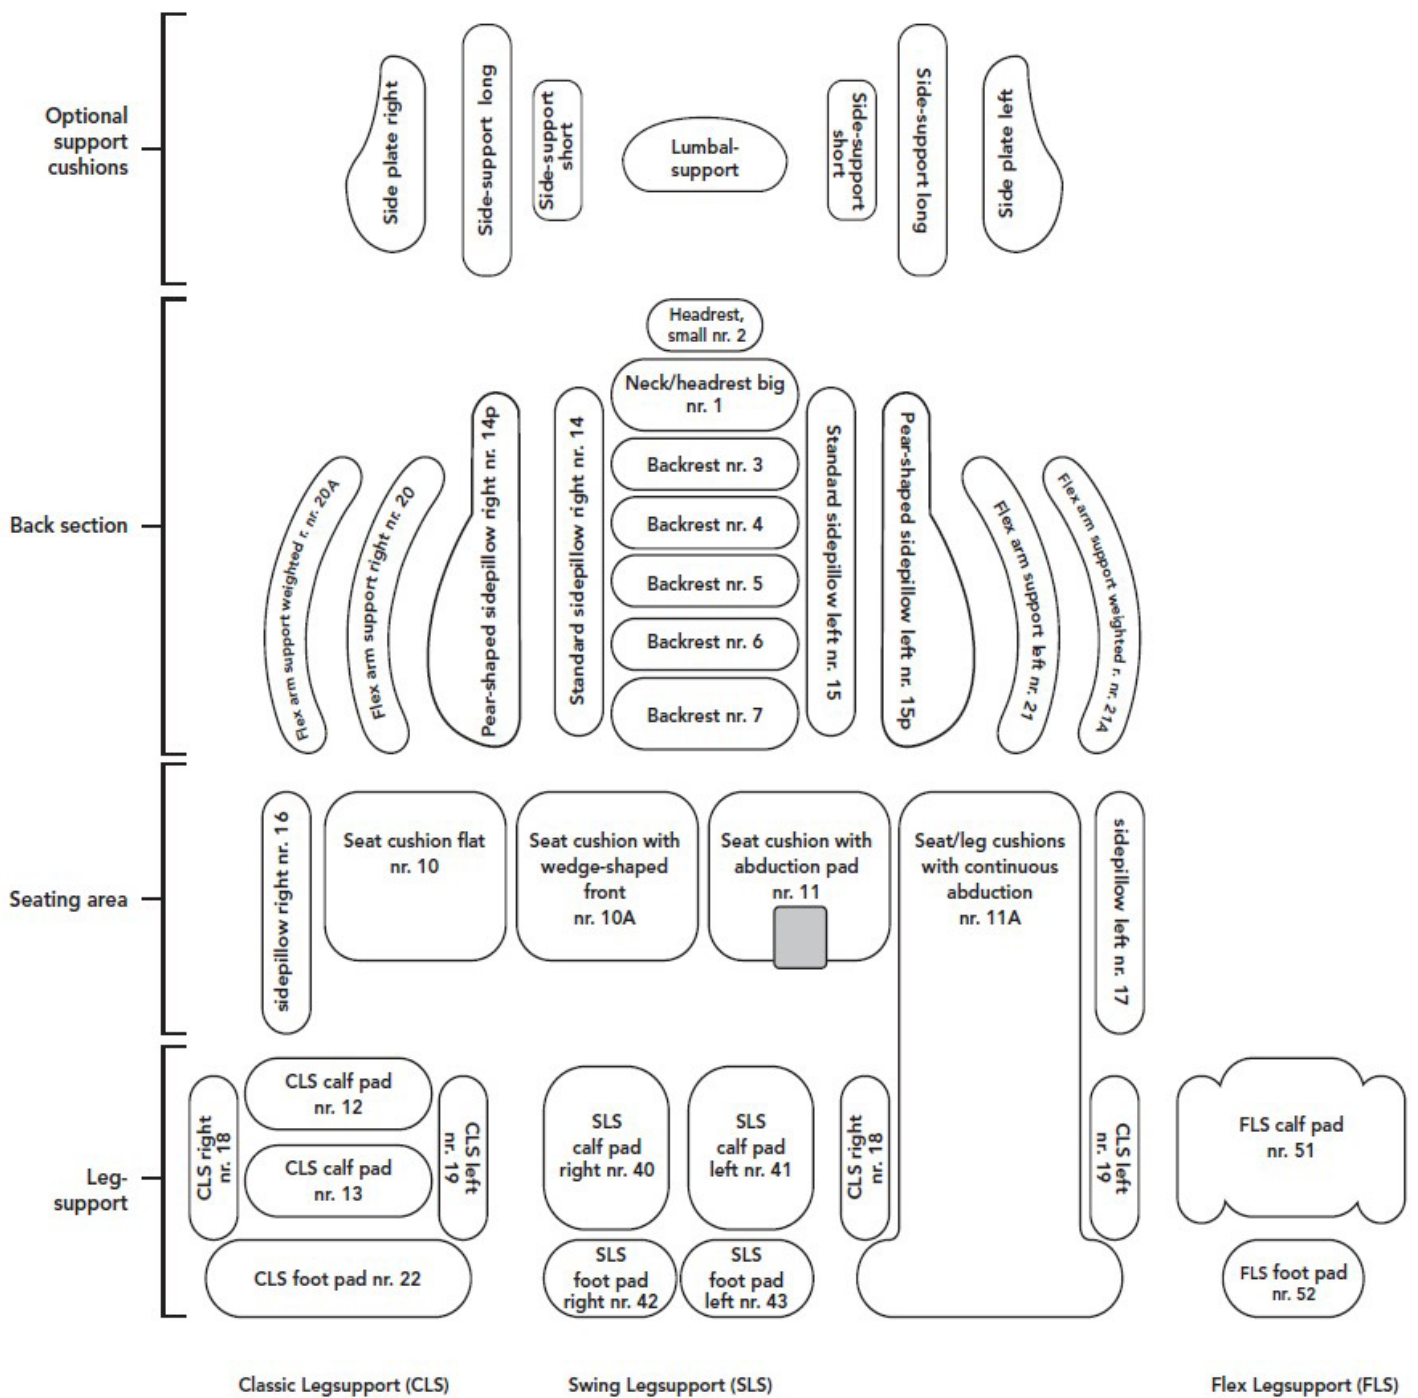 Optional
support
cushions
Side plate right
Side-support  long
Side-support
short
Lumbal-
support
Side-support
short
Side-support long
Side plate left
Back section
Headrest,
small nr. 2
Neck/headrest big
nr. 1
Backrest nr. 3
Backrest nr. 4
Backrest nr. 5
Backrest nr. 6
Backrest nr. 7
Flex arm support weighted r. nr. 20A
Flex arm support right nr. 20
Pear-shaped sidepillow right nr. 14p
Standard sidepillow right nr. 14
Standard sidepillow left nr. 15
Pear-shaped sidepillow left nr. 15p
Flex arm support left nr. 21
Flex arm support weighted r. nr. 21A
Seating area
sidepillow right nr. 16
Seat cushion flat
nr. 10
Seat cushion with
wedge-shaped
front
nr. 10A
Seat cushion with
abduction pad
nr. 11
Seat/leg cushions
with continuous
abduction
nr. 11A
sidepillow left nr. 17
Leg-
support
CLS right
nr. 18
CLS calf pad
nr. 12
CLS calf pad
nr. 13
CLS left
nr. 19
CLS foot pad nr. 22
SLS
calf pad
right nr. 40
SLS
calf pad
left nr. 41
SLS
foot pad
right nr. 42
SLS
foot pad
left nr. 43
CLS right
nr. 18
CLS left
nr. 19
FLS calf pad
nr. 51
FLS foot pad
nr. 52
Classic Legsupport (CLS)
Swing Legsupport (SLS)
Flex Legsupport (FLS)